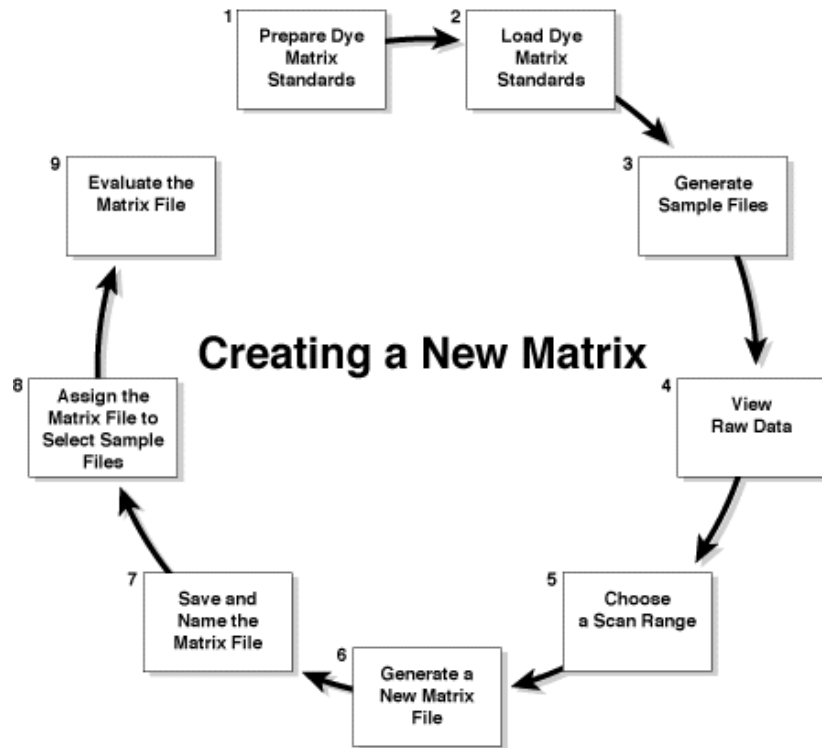 1
Prepare Dye
Matrix
Standards
2
Load Dye
Matrix
Standards
3
Generate
Sample Files
4
View
Raw Data
5
Choose
a Scan Range
6
Generate a
New Matrix
File
7
Save and
Name the
Matrix File
8
Assign the
Matrix File to
Select Sample
Files
9
Evaluate the
Matrix File
Creating a New Matrix